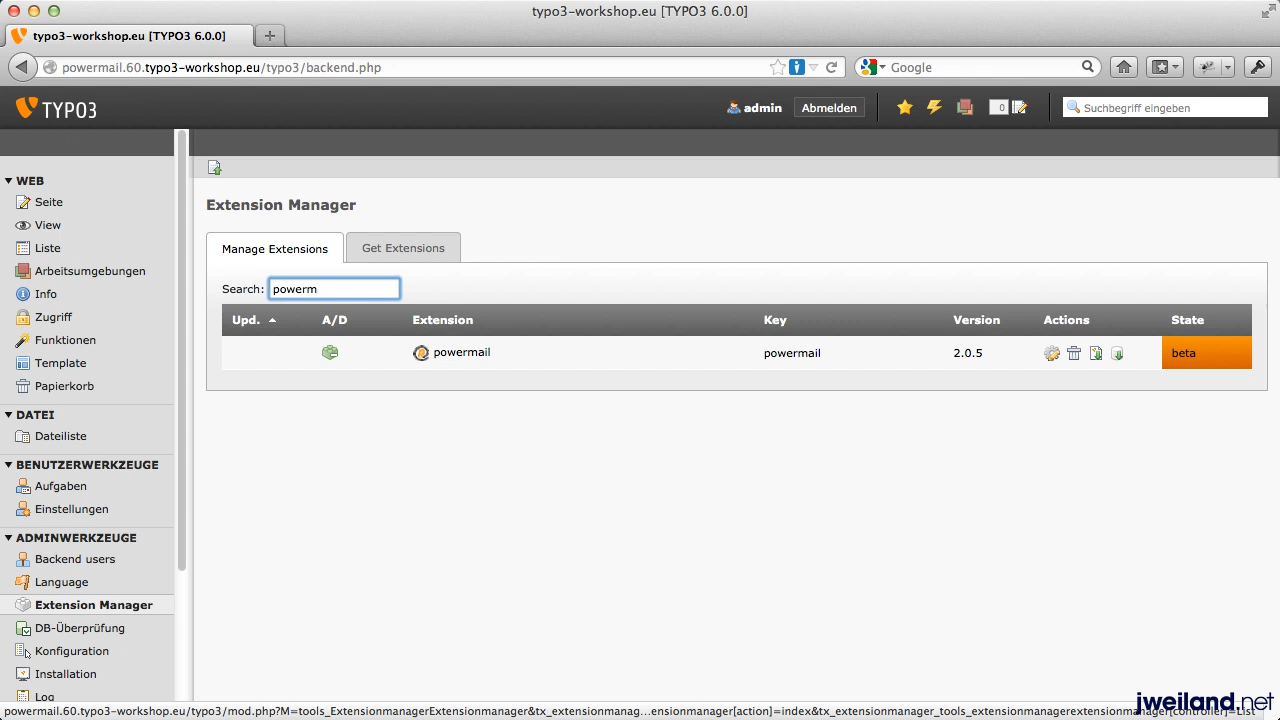 typo3-workshop.eu [TYPO3 6.0.0]
typo3-workshop.eu [TYPO3 6.0.0]
powermail.60.typo3-workshop.eu/typo3/backend.php
Google
TYPO3
admin
Abmelden
0
Suchbegriff eingeben
WEB
Seite
View
Liste
Arbeitsumgebungen
Info
Zugriff
Funktionen
Template
Papierkorb
DATEI
Dateiliste
BENUTZERWERKZEUGE
Aufgaben
Einstellungen
ADMINWERKZEUGE
Backend users
Language
Extension Manager
DB-Überprüfung
Konfiguration
Installation
Log
Extension Manager
Manage Extensions
Get Extensions
Search: powerm
Upd. A/D Extension Key Version Actions State
powermail powermail 2.0.5 beta
powermail.60.typo3-workshop.eu/typo3/mod.php?M=tools_ExtensionmanagerExtensionmanager&tx_extensionmanag...ensionmanager[action]=index&tx_extensionmanager_tools_extensionmanagerextensionmanager[controller]=List
jweiland.net